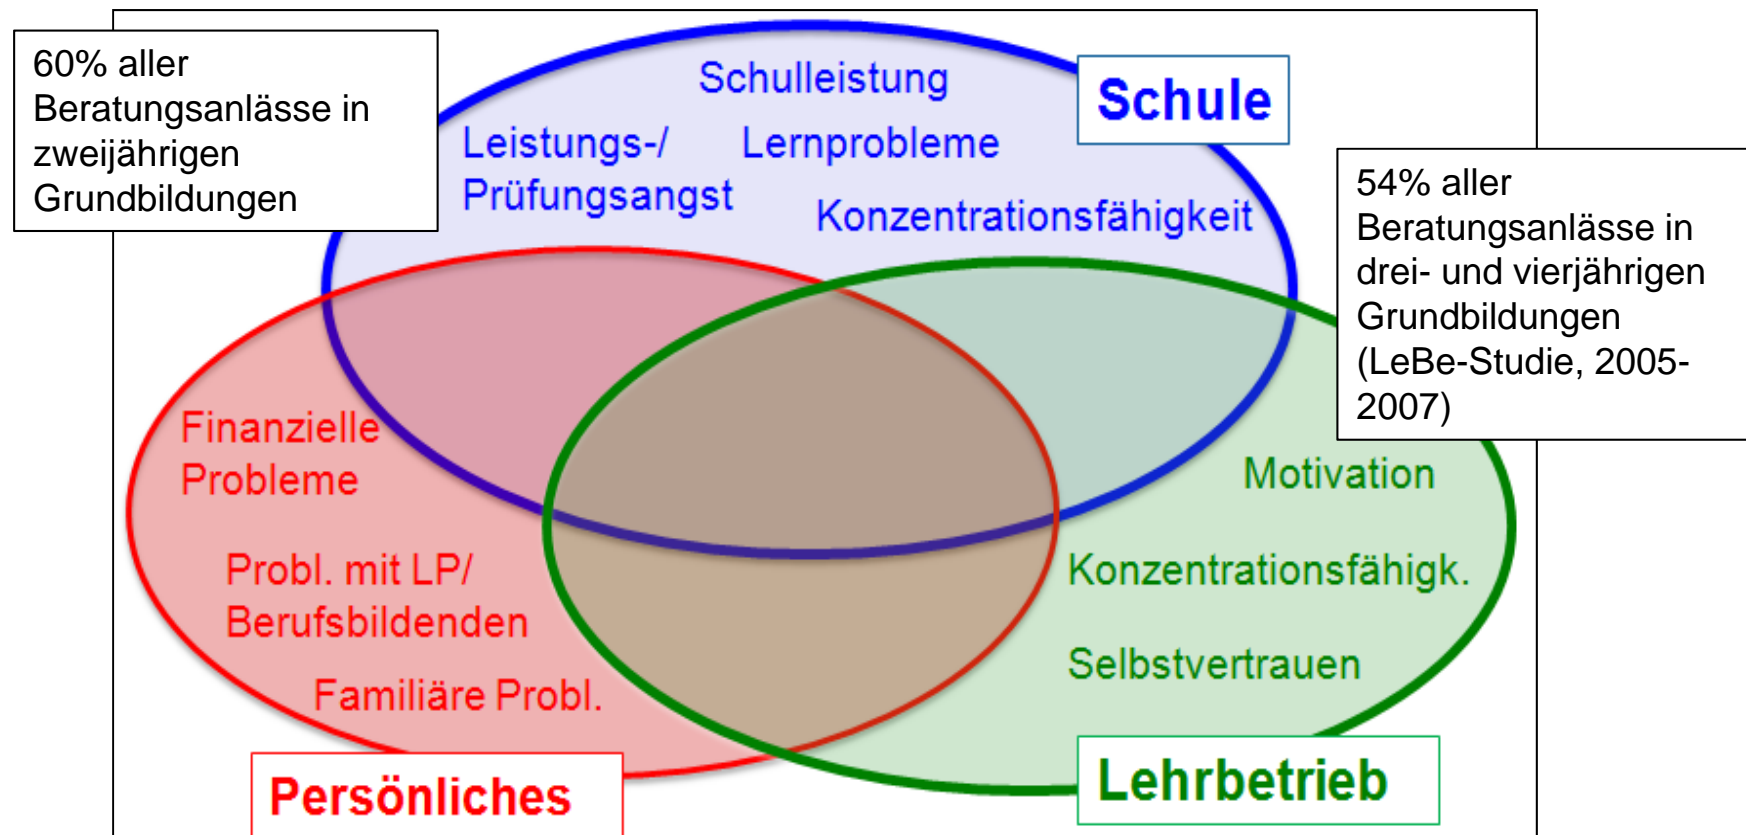 60% aller
Beratungsanlässe in
zweijährigen
Grundbildungen
Schulleistung
Schule
Leistungs-/
Prüfungsangst
Lernprobleme
Konzentrationsfähigkeit
54% aller
Beratungsanlässe in
drei- und vierjährigen
Grundbildungen
(LeBe-Studie, 2005-
2007)
Finanzielle
Probleme
Probl. mit LP/
Berufsbildenden
Familiäre Probl.
Persönliches
Motivation
Konzentrationsfähigk.
Selbstvertrauen
Lehrbetrieb